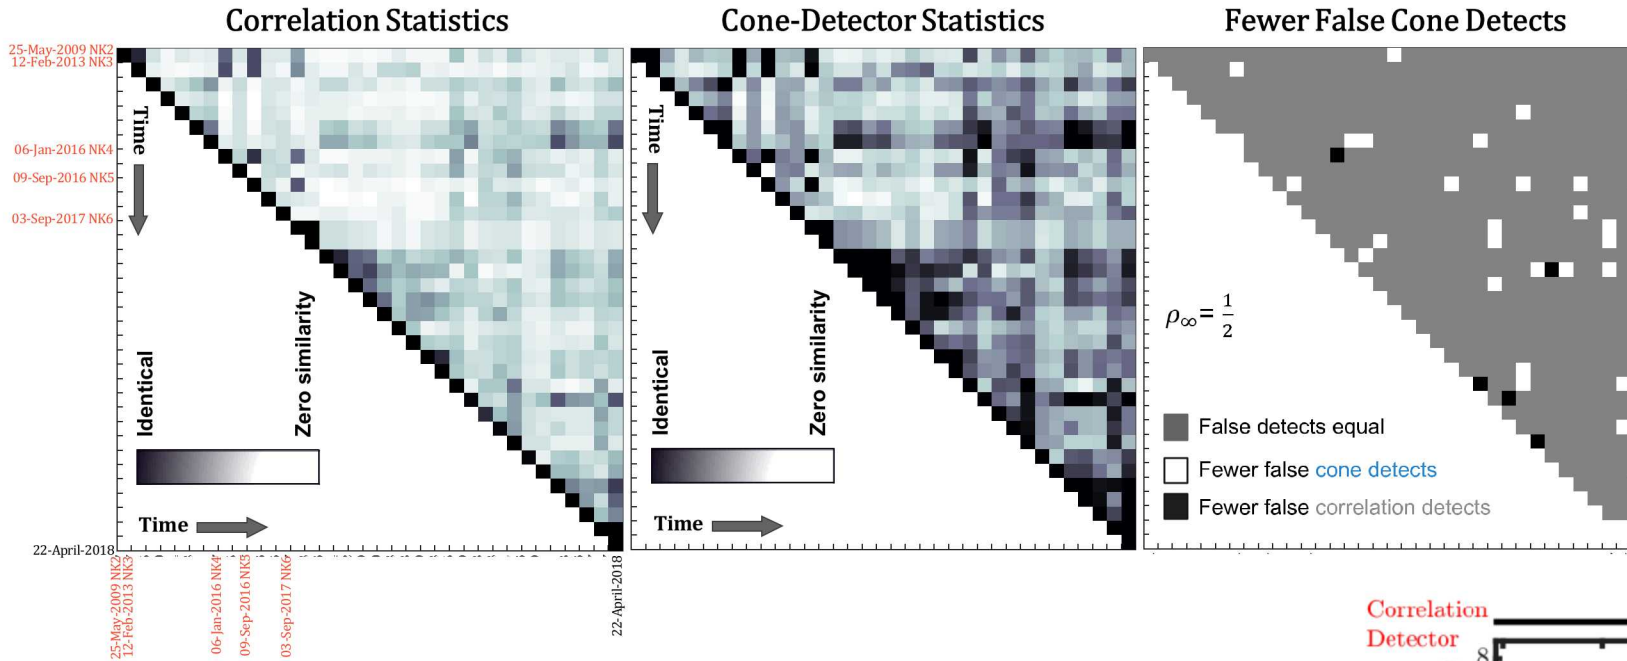 Correlation Statistics
Cone-Detector Statistics
Fewer False Cone Detects
25-May-2009 NK2
12-Feb-2013 NK3
06-Jan-2016 NK4
09-Sep-2016 NK5
03-Sep-2017 NK6
22-April-2018
Time
Identical
Zero similarity
Time
25-May-2009 NK2
12-Feb-2013 NK3
06-Jan-2016 NK4
09-Sep-2016 NK5
03-Sep-2017 NK6
22-April-2018
Time
Identical
Zero similarity
Time
ρ∞= 1/2
False detects equal
Fewer false cone detects
Fewer false correlation detects
Correlation
Detector
8